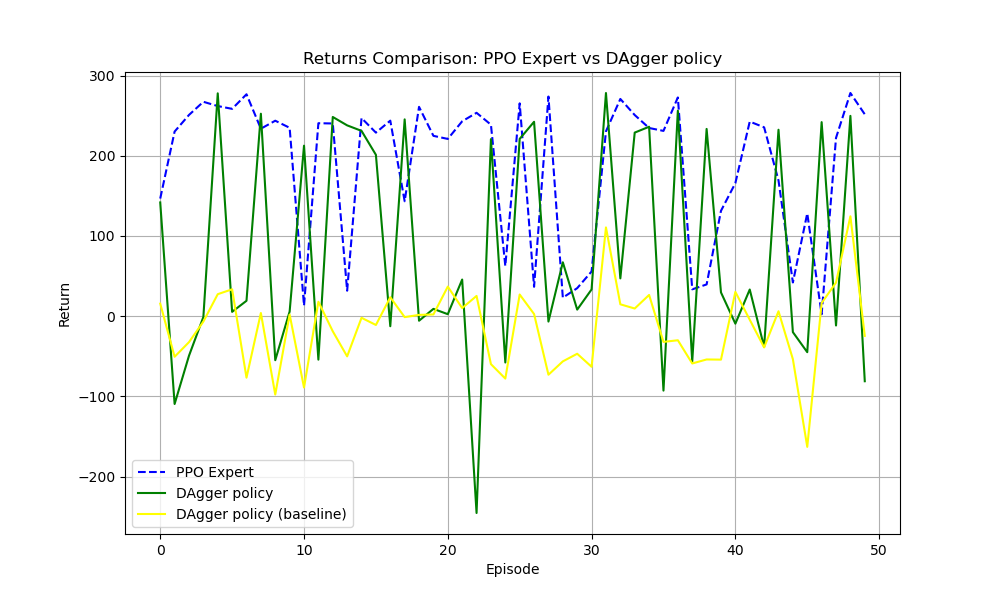 Returns Comparison: PPO Expert vs DAgger policy
300
200
100
0
−100
−200
Return
PPO Expert
DAgger policy
DAgger policy (baseline)
0 10 20 30 40 50
Episode